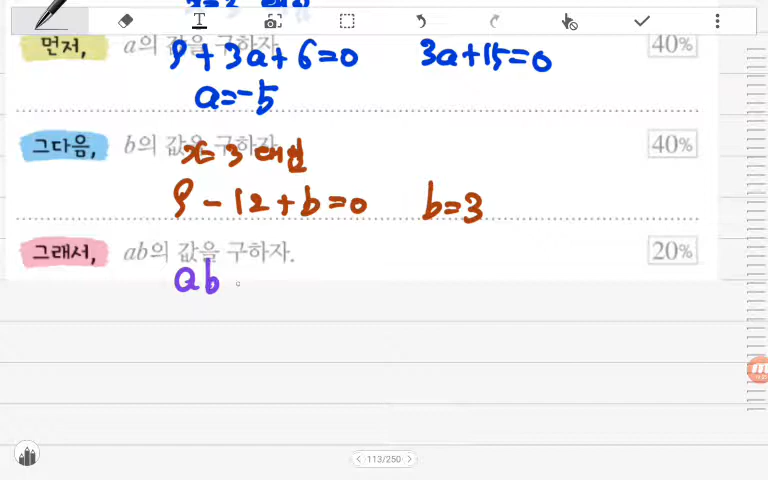 먼저, a의 값을 구하자. 40%
9 + 3a + 6 = 0 3a + 15 = 0
a = -5
그다음, b의 값을 구하자. 40%
x = 3 대입
9 - 12 + b = 0 b = 3
그래서, ab의 값을 구하자. 20%
ab
113/250